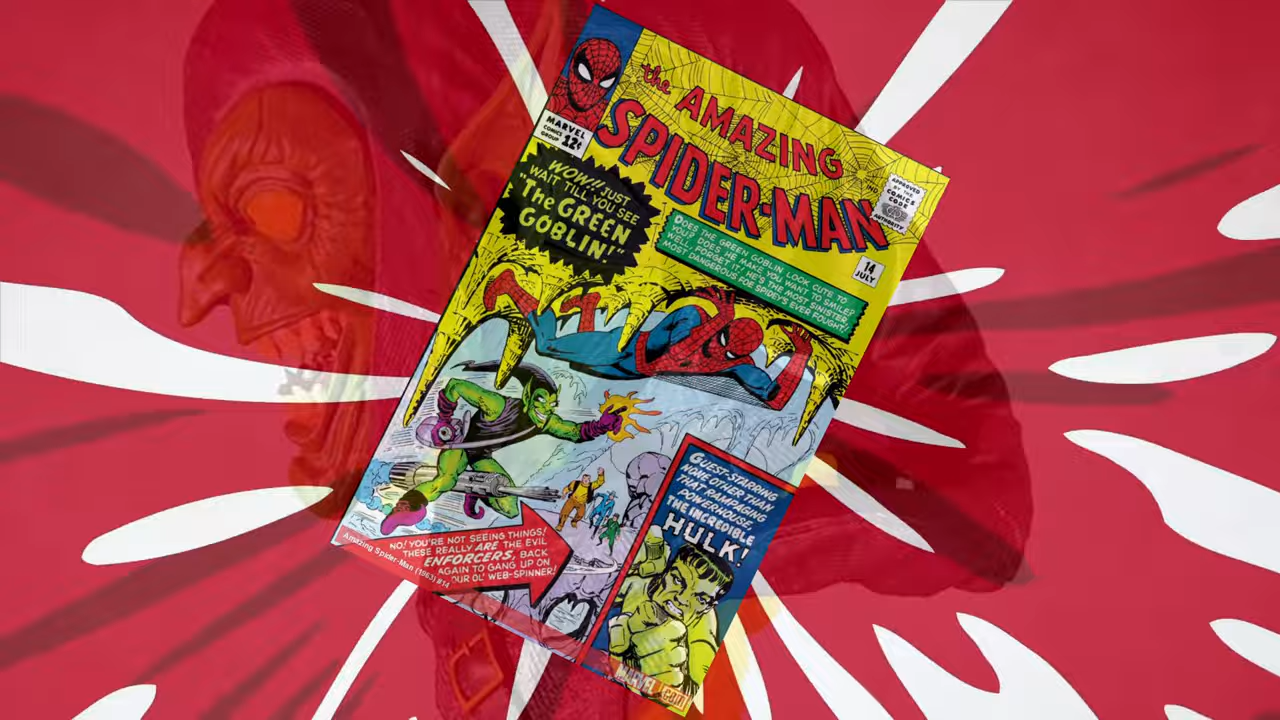 the AMAZING
SPIDER-MAN
MARVEL
COMICS
GROUP
12¢
IND.
APPROVED
BY THE
COMICS
CODE
AUTHORITY
14
JULY
WOW!! JUST
WAIT TILL YOU SEE
"The GREEN
GOBLIN!"
DOES THE GREEN GOBLIN LOOK CUTE TO
YOU? DOES HE MAKE YOU WANT TO SMILE?
WELL, FORGET IT! HE'S THE MOST SINISTER,
MOST DANGEROUS FOE SPIDEY'S EVER FOUGHT!
GUEST-STARRING
NONE OTHER THAN
THAT RAMPAGING
POWERHOUSE,
THE INCREDIBLE
HULK!
NO! YOU'RE NOT SEEING THINGS!
THESE REALLY ARE THE EVIL
ENFORCERS, BACK
AGAIN TO GANG UP ON
OUR OL' WEB-SPINNER!
Amazing Spider-Man (1963) #14
MARVEL.com